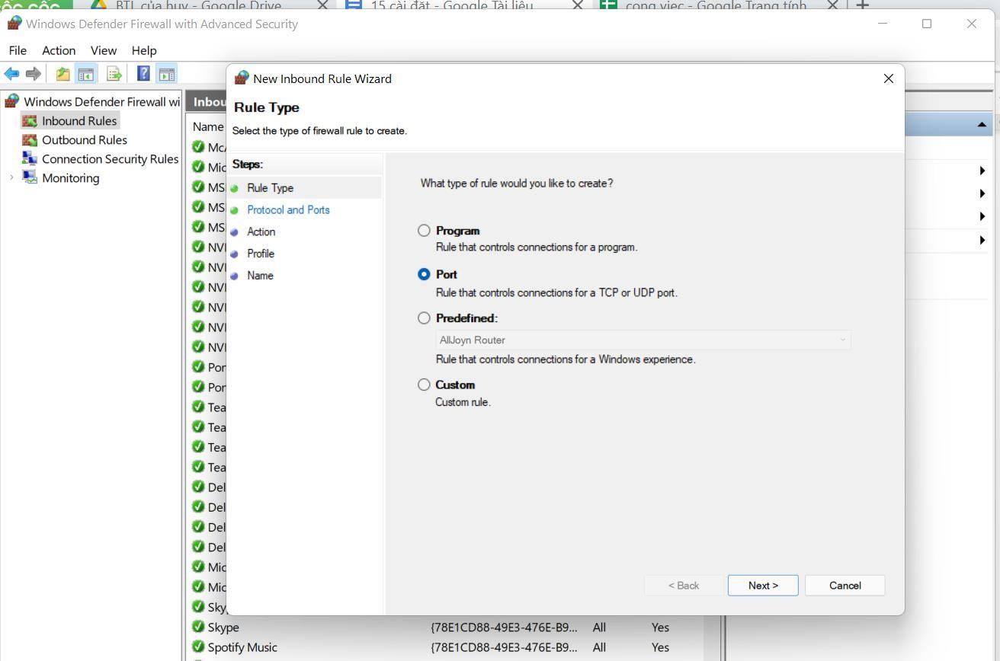 BTL của huy - Google Drive
15 cài đặt - Google Tài liệu
cong viec - Google Trang tính
Windows Defender Firewall with Advanced Security
File Action View Help
Windows Defender Firewall wi
Inbound Rules
Outbound Rules
Connection Security Rules
Monitoring
Inbou
Name
McA
Mic
MS
MS
MS
NVI
NVI
NVI
NVI
NVI
NVI
Por
Por
Tea
Tea
Tea
Tea
Del
Del
Del
Del
Mic
Mic
Sky
Skype {78E1CD88-49E3-476E-B9... All Yes
Spotify Music {78E1CD88-49E3-476E-B9... All Yes
New Inbound Rule Wizard
Rule Type
Select the type of firewall rule to create.
Steps:
Rule Type
Protocol and Ports
Action
Profile
Name
What type of rule would you like to create?
Program
Rule that controls connections for a program.
Port
Rule that controls connections for a TCP or UDP port.
Predefined:
AllJoyn Router
Rule that controls connections for a Windows experience.
Custom
Custom rule.
< Back
Next >
Cancel